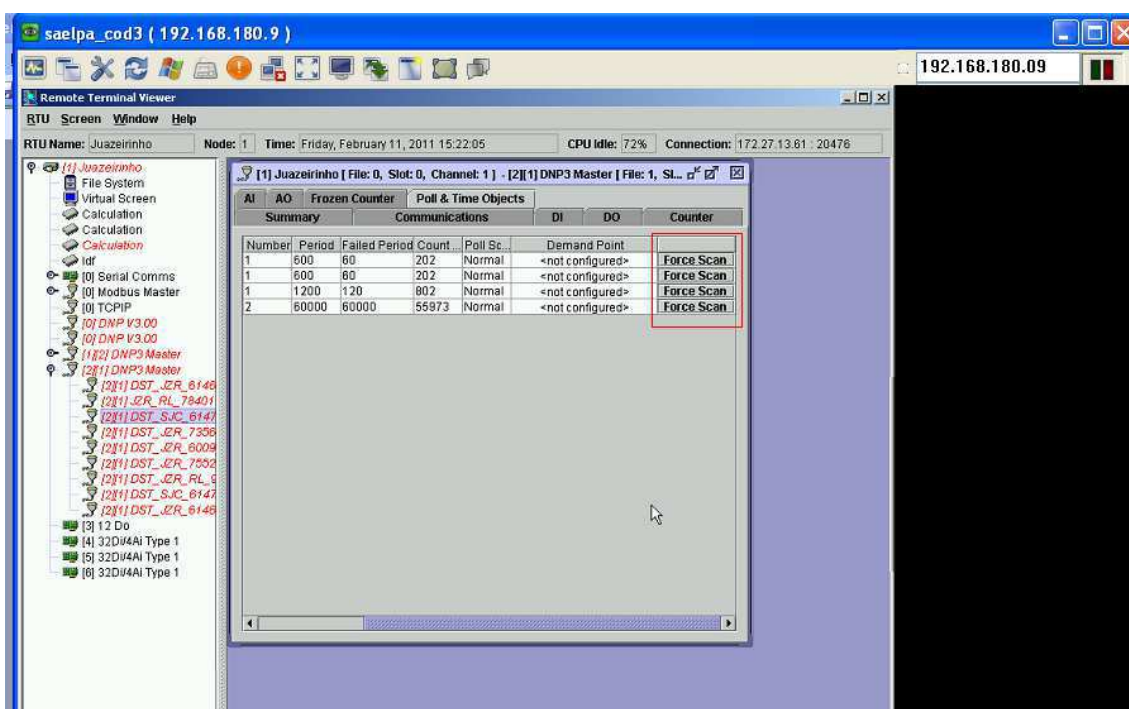 saelpa_cod3 ( 192.168.180.9 )
192.168.180.09
Remote Terminal Viewer
RTU Screen Window Help
RTU Name: Juazeirinho Node: 1 Time: Friday, February 11, 2011 15:22:05 CPU Idle: 72% Connection: 172.27.13.61 : 20476
[1] Juazeirinho
File System
Virtual Screen
Calculation
Calculation
Calculation
Idf
[0] Serial Comms
[0] Modbus Master
[0] TCPIP
[0] DNP V3.00
[0] DNP V3.00
[1][2] DNP3 Master
[2][1] DNP3 Master
[2][1] DST_JZR_6146
[2][1] JZR_RL_78401
[2][1] DST_SJC_6147
[2][1] DST_JZR_7356
[2][1] DST_JZR_6009
[2][1] DST_JZR_7552
[2][1] DST_JZR_RL_9
[2][1] DST_SJC_6147
[2][1] DST_JZR_6146
[3] 12 Do
[4] 32Di/4Ai Type 1
[5] 32Di/4Ai Type 1
[6] 32Di/4Ai Type 1
[1] Juazeirinho [ File: 0, Slot: 0, Channel: 1 ] - [2][1] DNP3 Master [ File: 1, Sl...
AI AO Frozen Counter Poll & Time Objects
Summary Communications DI DO Counter
Number Period Failed Period Count ... Poll Sc... Demand Point
1 600 60 202 Normal <not configured> Force Scan
1 600 60 202 Normal <not configured> Force Scan
1 1200 120 802 Normal <not configured> Force Scan
2 60000 60000 55973 Normal <not configured> Force Scan